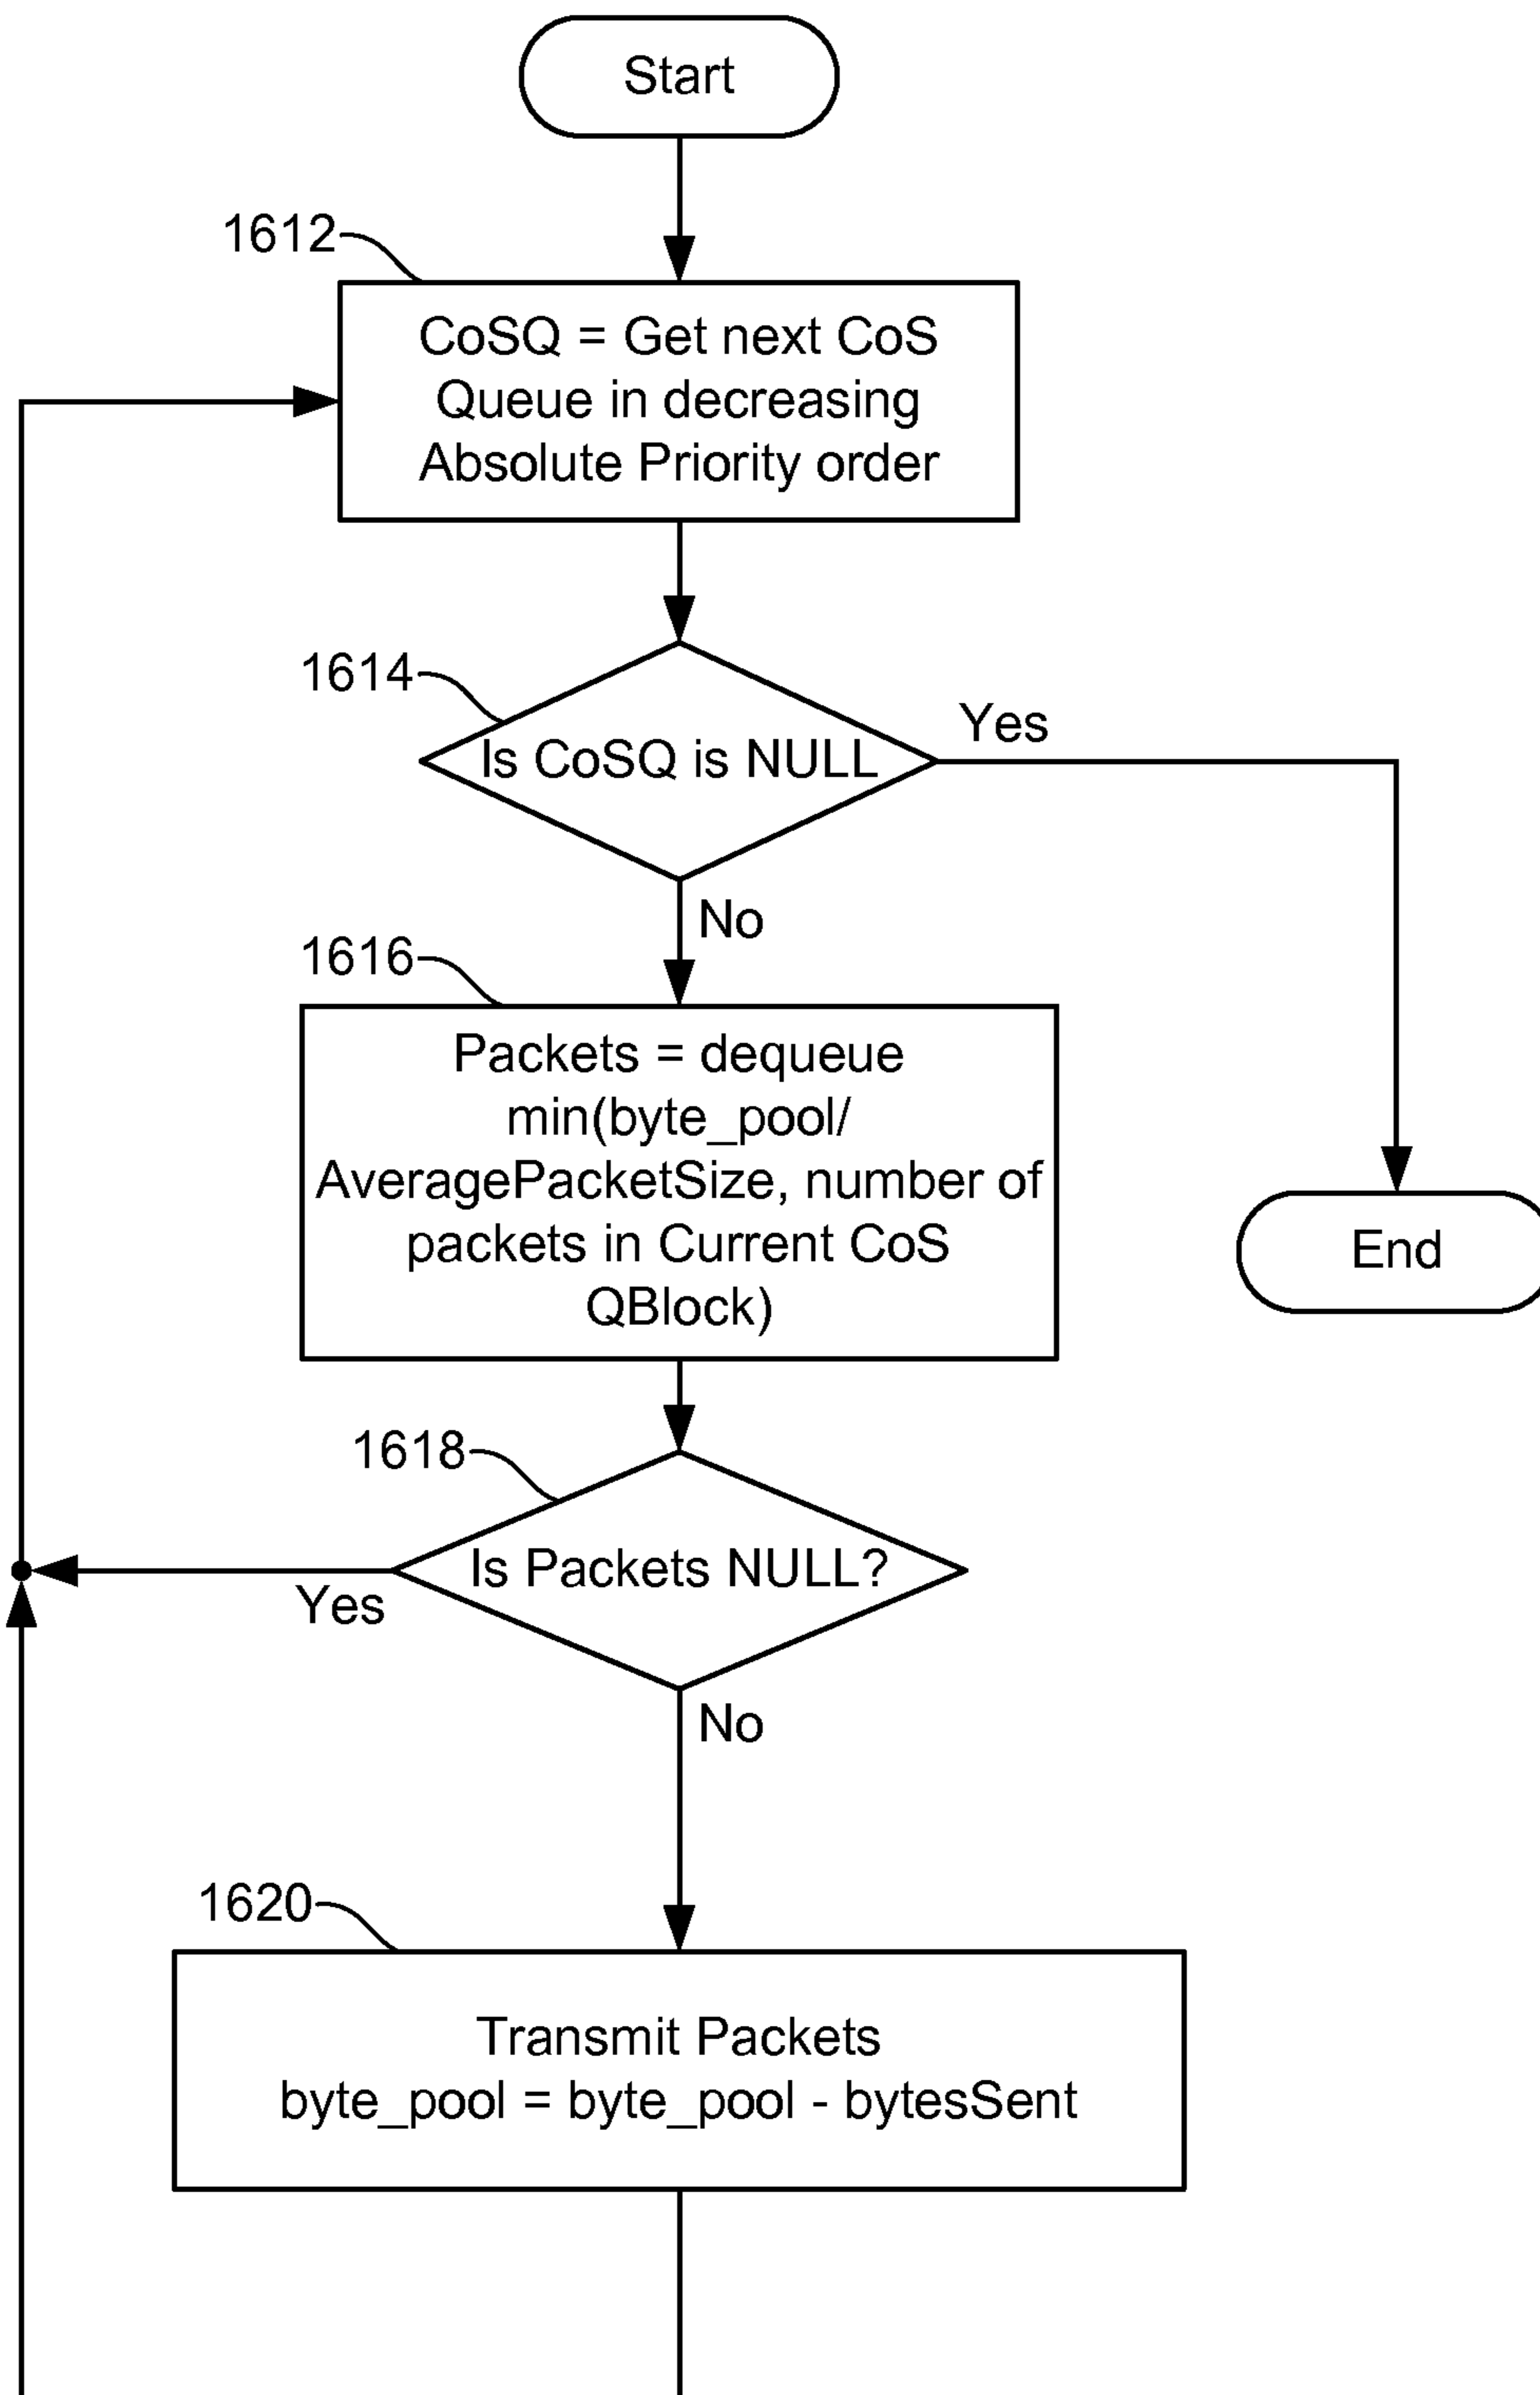 Start
1612
CoSQ = Get next CoS
Queue in decreasing
Absolute Priority order
1614
Is CoSQ is NULL
Yes
No
1616
Packets = dequeue
min(byte_pool/
AveragePacketSize, number of
packets in Current CoS
QBlock)
End
1618
Is Packets NULL?
Yes
No
1620
Transmit Packets
byte_pool = byte_pool - bytesSent